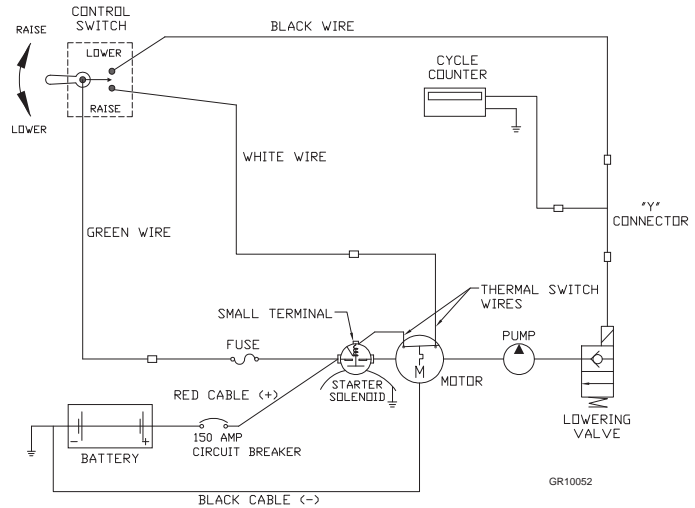 CONTROL
SWITCH
RAISE
LOWER
BLACK WIRE
LOWER
RAISE
CYCLE
COUNTER
WHITE WIRE
"Y"
CONNECTOR
GREEN WIRE
THERMAL SWITCH
WIRES
SMALL TERMINAL
FUSE
PUMP
M
MOTOR
STARTER
SOLENOID
RED CABLE (+)
150 AMP
CIRCUIT BREAKER
- +
BATTERY
LOWERING
VALVE
BLACK CABLE (-)
GR10052